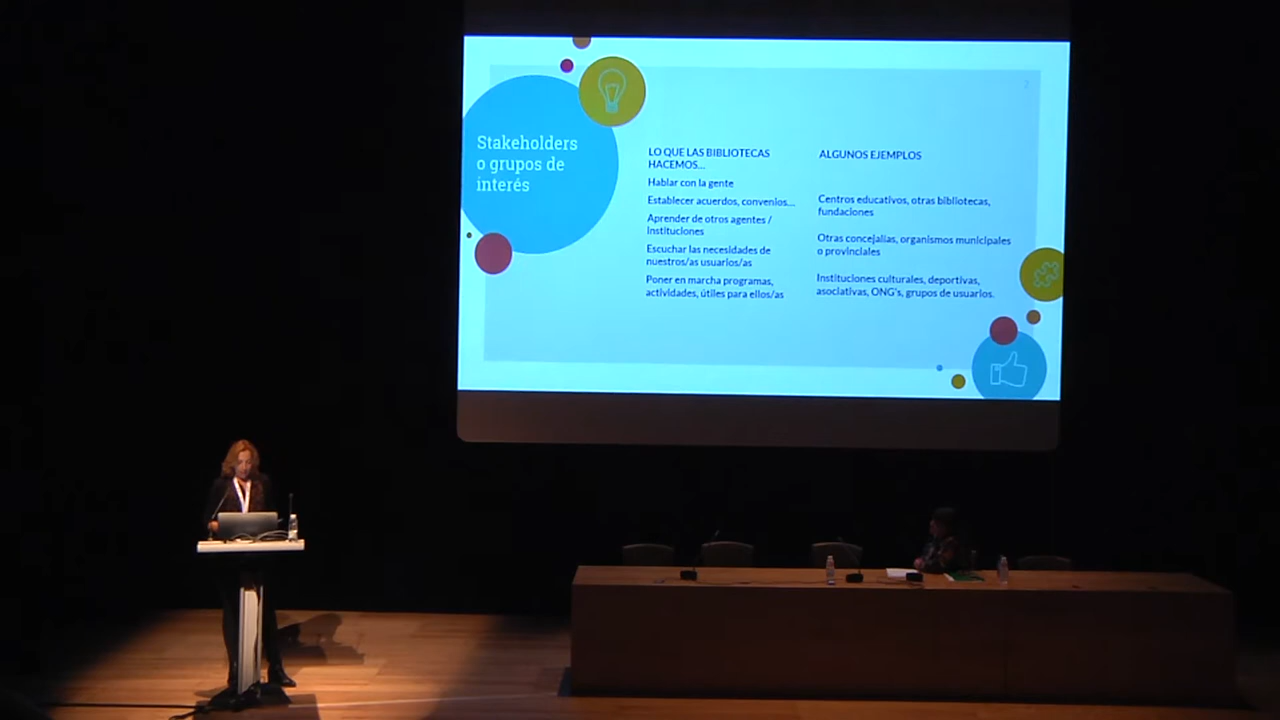 2
Stakeholders
o grupos de
interés
LO QUE LAS BIBLIOTECAS
HACEMOS...
Hablar con la gente
Establecer acuerdos, convenios...
Aprender de otros agentes /
Instituciones
Escuchar las necesidades de
nuestros/as usuarios/as
Poner en marcha programas,
actividades, útiles para ellos/as
ALGUNOS EJEMPLOS
Centros educativos, otras bibliotecas,
fundaciones
Otras concejalías, organismos municipales
o provinciales
Instituciones culturales, deportivas,
asociativas, ONG's, grupos de usuarios.